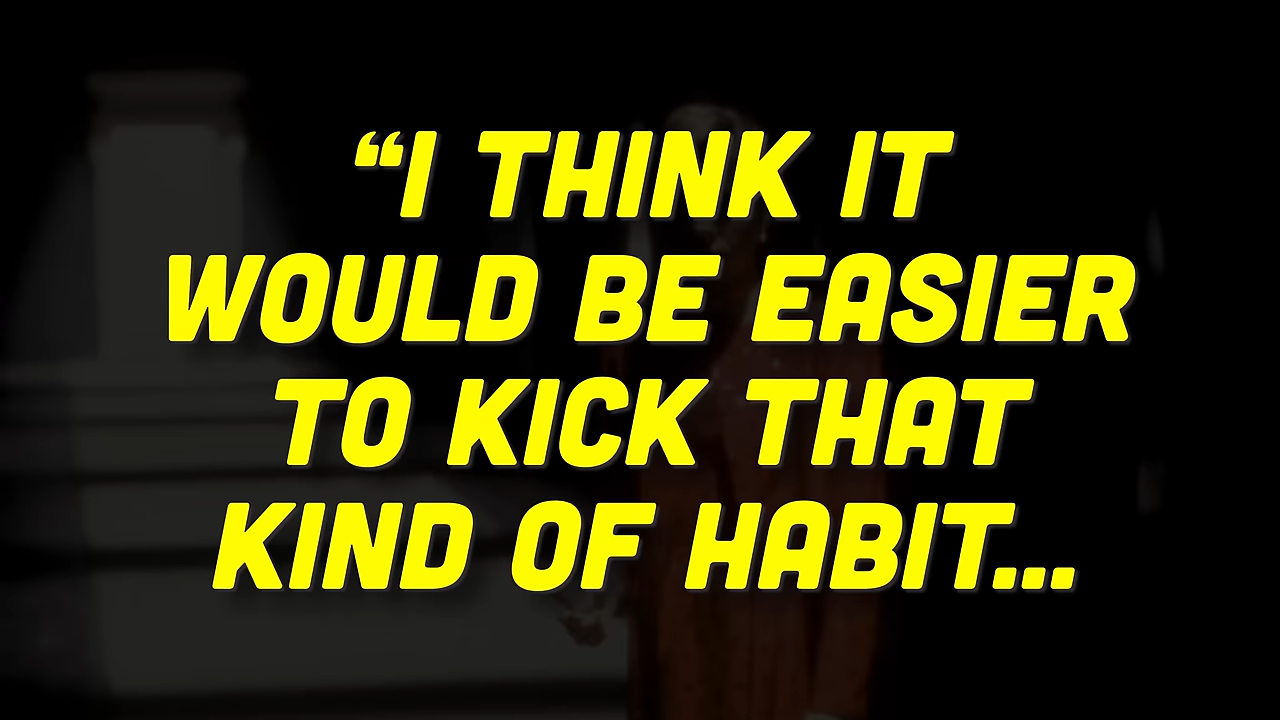 “I THINK IT
WOULD BE EASIER
TO KICK THAT
KIND OF HABIT...